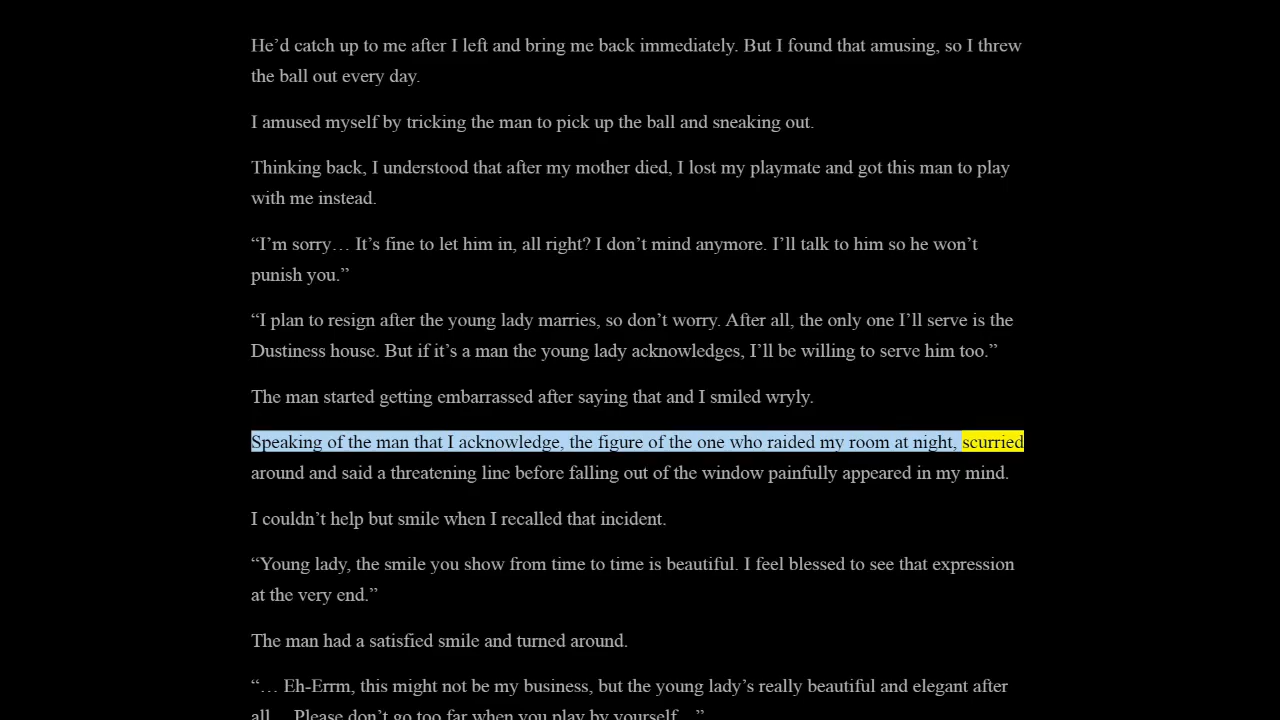 He’d catch up to me after I left and bring me back immediately. But I found that amusing, so I threw
the ball out every day.
I amused myself by tricking the man to pick up the ball and sneaking out.
Thinking back, I understood that after my mother died, I lost my playmate and got this man to play
with me instead.
“I’m sorry… It’s fine to let him in, all right? I don’t mind anymore. I’ll talk to him so he won’t
punish you.”
“I plan to resign after the young lady marries, so don’t worry. After all, the only one I’ll serve is the
Dustiness house. But if it’s a man the young lady acknowledges, I’ll be willing to serve him too.”
The man started getting embarrassed after saying that and I smiled wryly.
Speaking of the man that I acknowledge, the figure of the one who raided my room at night, scurried
around and said a threatening line before falling out of the window painfully appeared in my mind.
I couldn’t help but smile when I recalled that incident.
“Young lady, the smile you show from time to time is beautiful. I feel blessed to see that expression
at the very end.”
The man had a satisfied smile and turned around.
“… Eh-Errm, this might not be my business, but the young lady’s really beautiful and elegant after
all… Please don’t go too far when you play by yourself…”